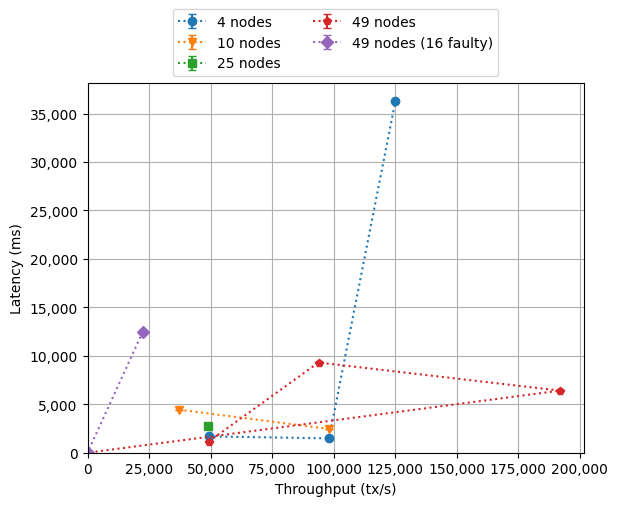 4 nodes
10 nodes
25 nodes
49 nodes
49 nodes (16 faulty)
Latency (ms)
35,000
30,000
25,000
20,000
15,000
10,000
5,000
0
0 25,000 50,000 75,000 100,000 125,000 150,000 175,000 200,000
Throughput (tx/s)